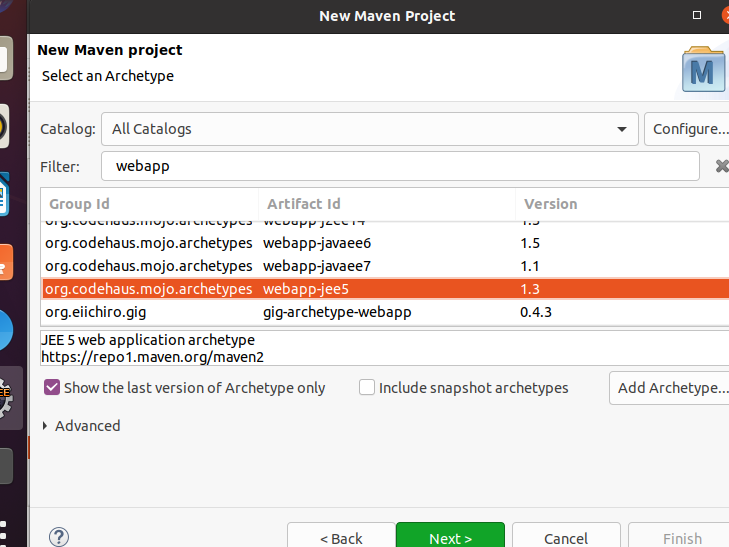 New Maven Project
New Maven project
Select an Archetype
M
Catalog: All Catalogs Configure...
Filter: webapp
Group Id Artifact Id Version
org.codehaus.mojo.archetypes webapp-j2ee14 1.3
org.codehaus.mojo.archetypes webapp-javaee6 1.5
org.codehaus.mojo.archetypes webapp-javaee7 1.1
org.codehaus.mojo.archetypes webapp-jee5 1.3
org.eiichiro.gig gig-archetype-webapp 0.4.3
JEE 5 web application archetype
https://repo1.maven.org/maven2
Show the last version of Archetype only Include snapshot archetypes Add Archetype...
Advanced
? < Back Next > Cancel Finish